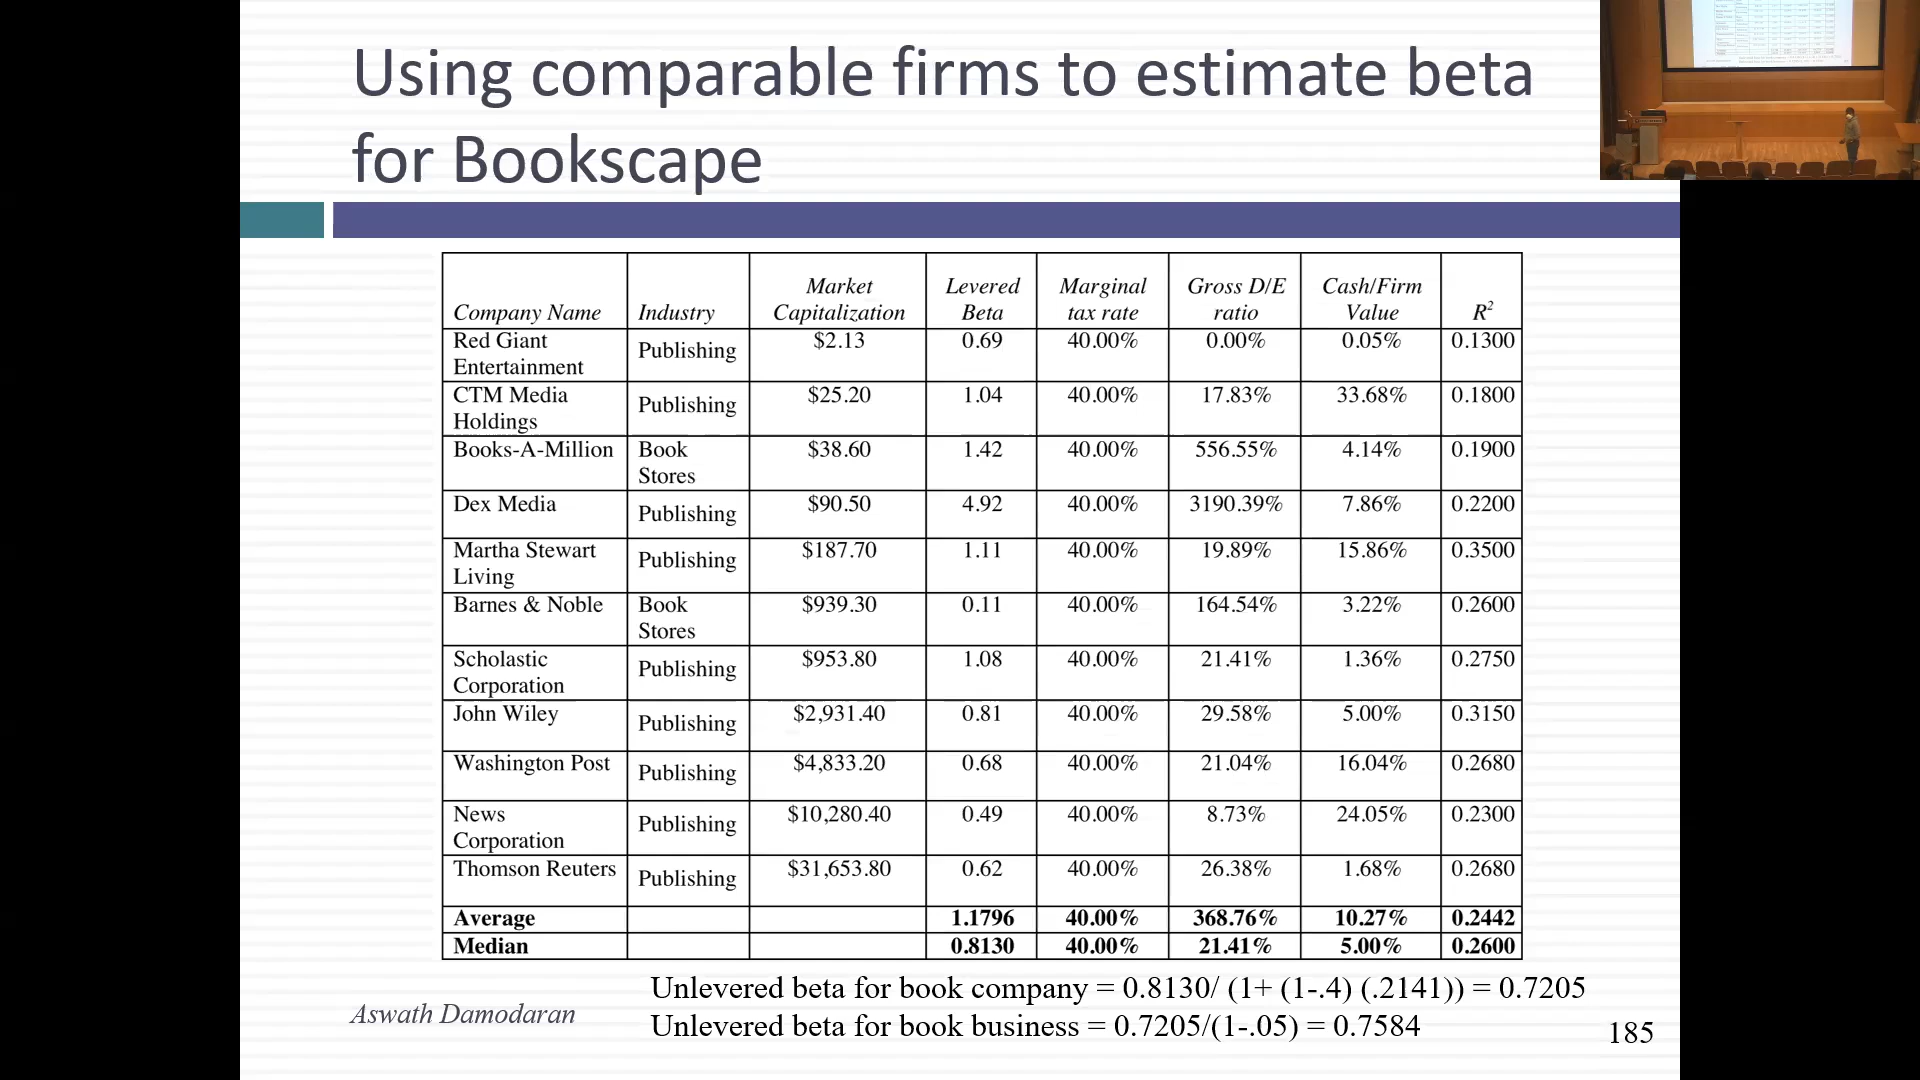 Using comparable firms to estimate beta
for Bookscape
Company Name Industry Market Capitalization Levered Beta Marginal tax rate Gross D/E ratio Cash/Firm Value R²
Red Giant Entertainment Publishing $2.13 0.69 40.00% 0.00% 0.05% 0.1300
CTM Media Holdings Publishing $25.20 1.04 40.00% 17.83% 33.68% 0.1800
Books-A-Million Book Stores $38.60 1.42 40.00% 556.55% 4.14% 0.1900
Dex Media Publishing $90.50 4.92 40.00% 3190.39% 7.86% 0.2200
Martha Stewart Living Publishing $187.70 1.11 40.00% 19.89% 15.86% 0.3500
Barnes & Noble Book Stores $939.30 0.11 40.00% 164.54% 3.22% 0.2600
Scholastic Corporation Publishing $953.80 1.08 40.00% 21.41% 1.36% 0.2750
John Wiley Publishing $2,931.40 0.81 40.00% 29.58% 5.00% 0.3150
Washington Post Publishing $4,833.20 0.68 40.00% 21.04% 16.04% 0.2680
News Corporation Publishing $10,280.40 0.49 40.00% 8.73% 24.05% 0.2300
Thomson Reuters Publishing $31,653.80 0.62 40.00% 26.38% 1.68% 0.2680
Average 1.1796 40.00% 368.76% 10.27% 0.2442
Median 0.8130 40.00% 21.41% 5.00% 0.2600
Unlevered beta for book company = 0.8130/ (1+ (1-.4) (.2141)) = 0.7205
Unlevered beta for book business = 0.7205/(1-.05) = 0.7584
Aswath Damodaran
185